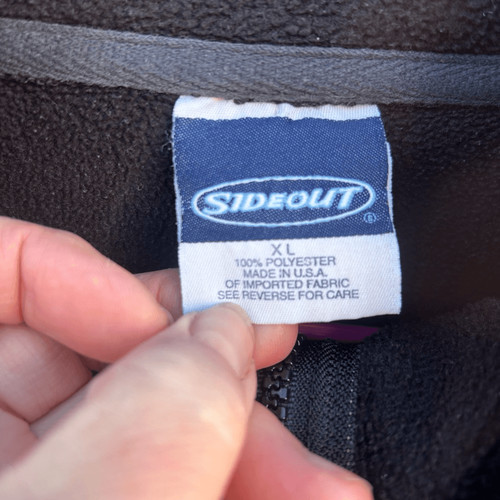 SIDEOUT
®
XL
100% POLYESTER
MADE IN U.S.A.
OF IMPORTED FABRIC
SEE REVERSE FOR CARE